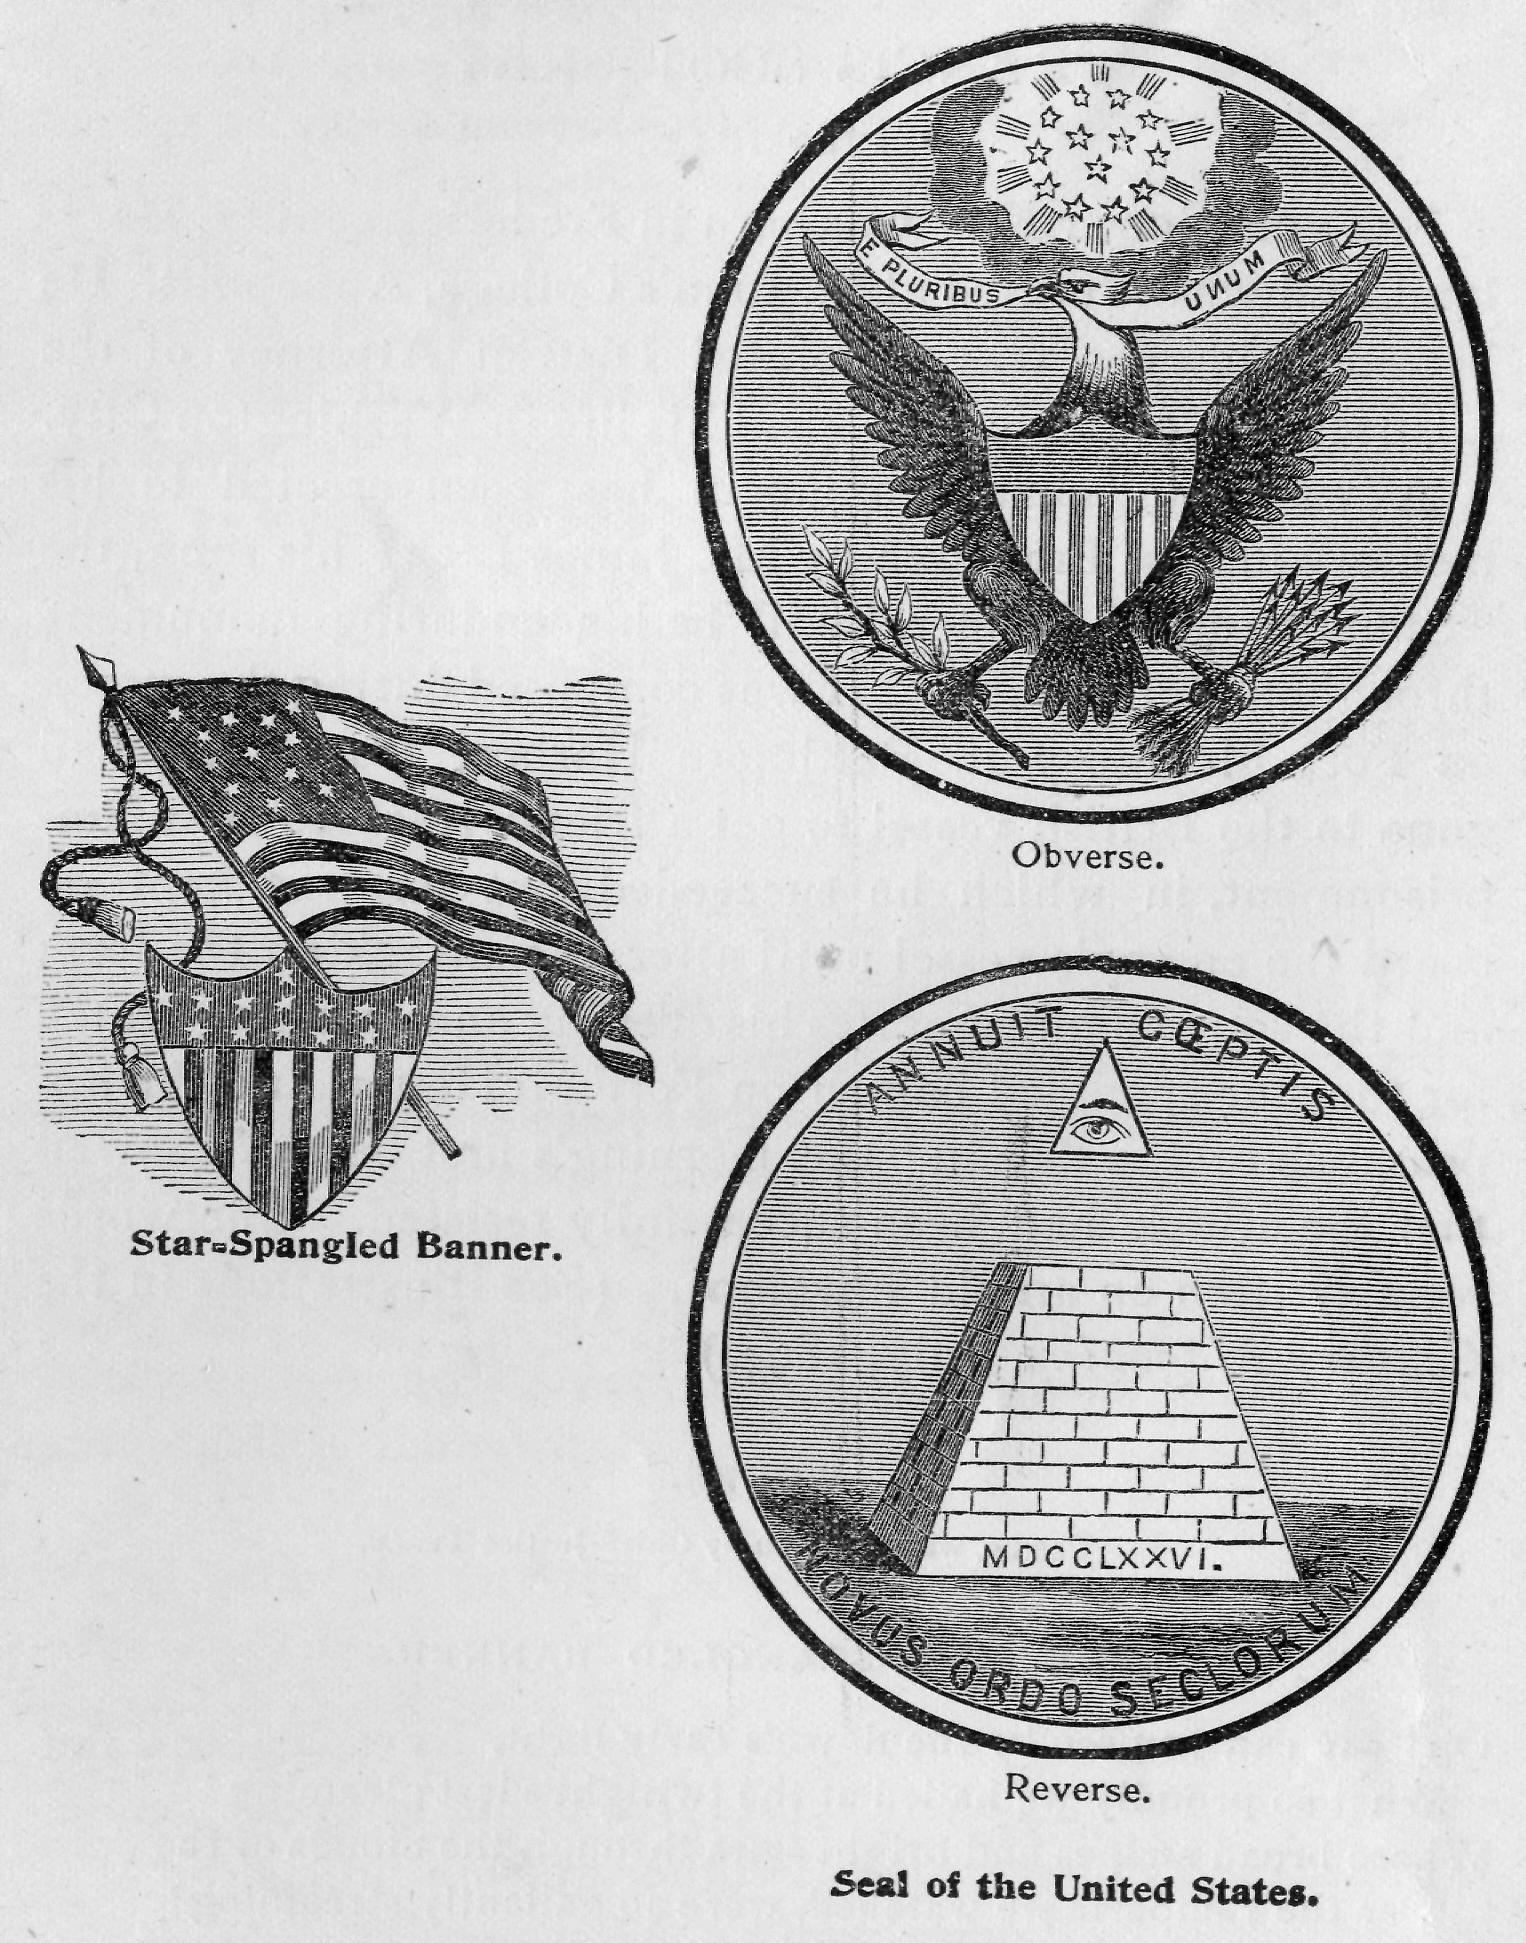 E PLURIBUS UNUM
Obverse.
Star-Spangled Banner.
ANNUIT CŒPTIS
MDCCLXXVI.
NOVUS ORDO SECLORUM
Reverse.
Seal of the United States.